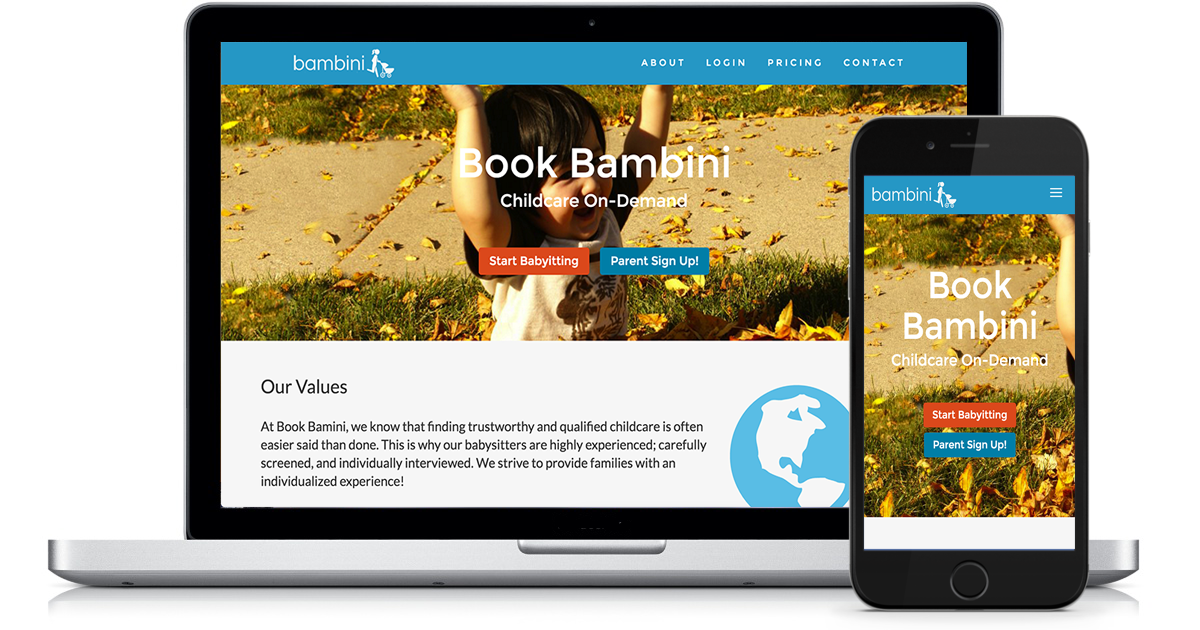 bambini
ABOUT LOGIN PRICING CONTACT
Book Bambini
Childcare On-Demand
Start Babyitting Parent Sign Up!
Our Values
At Book Bamini, we know that finding trustworthy and qualified childcare is often
easier said than done. This is why our babysitters are highly experienced; carefully
screened, and individually interviewed. We strive to provide families with an
individualized experience!
bambini
Book
Bambini
Childcare On-Demand
Start Babyitting
Parent Sign Up!